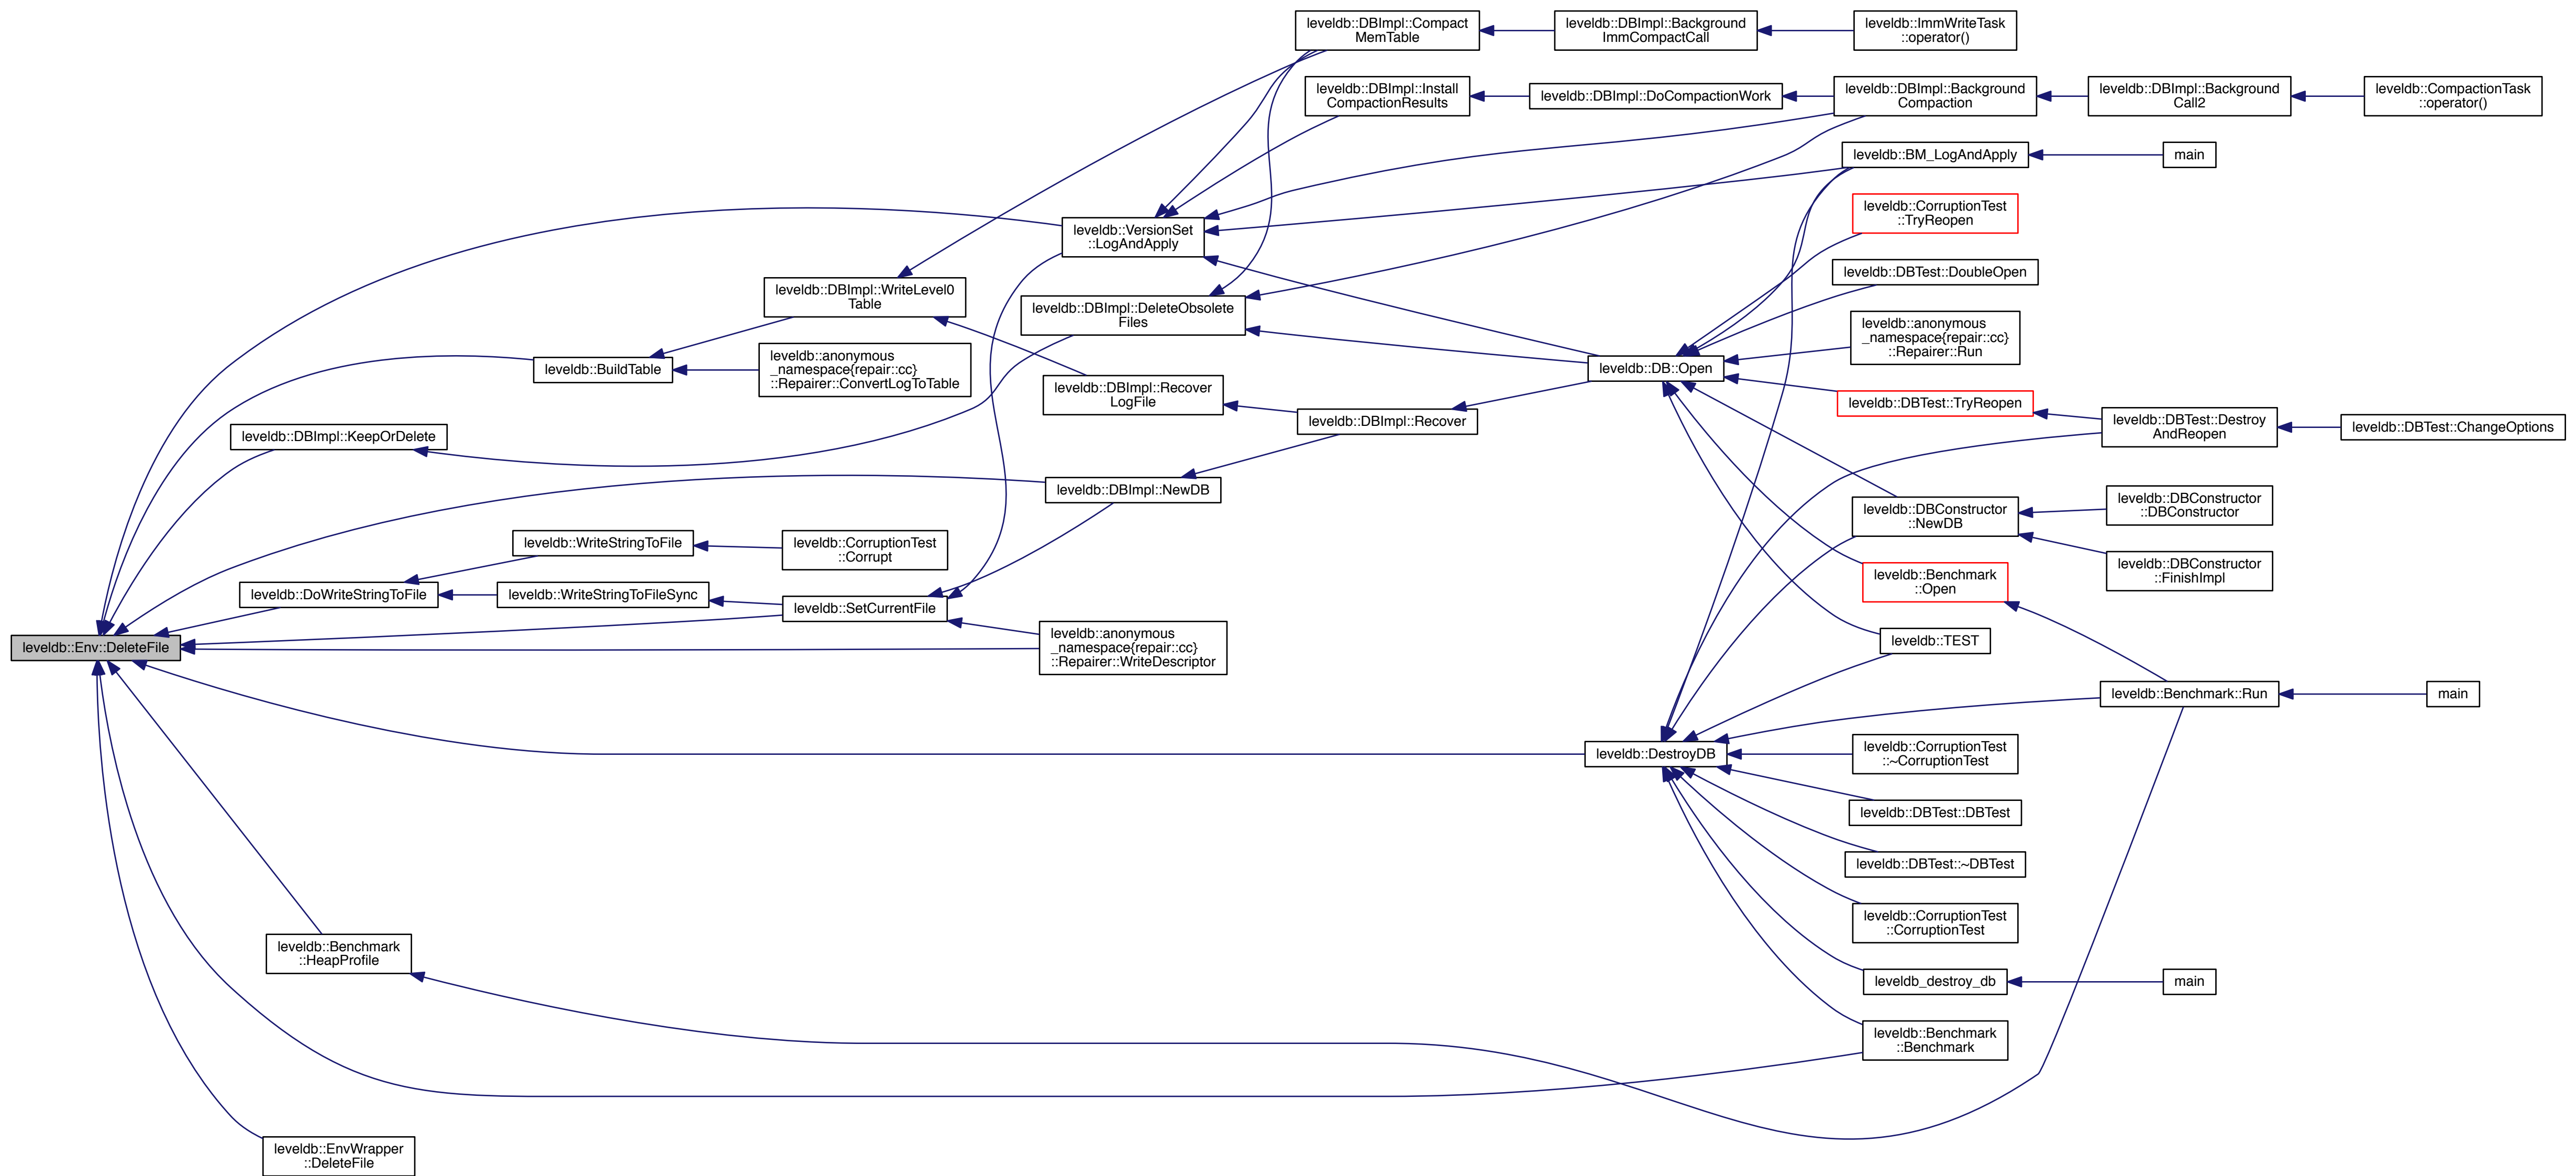 leveldb::DBImpl::Compact
MemTable
leveldb::DBImpl::Background
ImmCompactCall
leveldb::ImmWriteTask
::operator()
leveldb::DBImpl::Install
CompactionResults
leveldb::DBImpl::DoCompactionWork
leveldb::DBImpl::Background
Compaction
leveldb::DBImpl::Background
Call2
leveldb::CompactionTask
::operator()
leveldb::BM_LogAndApply
main
leveldb::CorruptionTest
::TryReopen
leveldb::VersionSet
::LogAndApply
leveldb::DBTest::DoubleOpen
leveldb::DBImpl::WriteLevel0
Table
leveldb::DBImpl::DeleteObsolete
Files
leveldb::anonymous
_namespace{repair::cc}
::Repairer::Run
leveldb::BuildTable
leveldb::anonymous
_namespace{repair::cc}
::Repairer::ConvertLogToTable
leveldb::DB::Open
leveldb::DBImpl::Recover
LogFile
leveldb::DBTest::TryReopen
leveldb::DBImpl::Recover
leveldb::DBTest::Destroy
AndReopen
leveldb::DBTest::ChangeOptions
leveldb::DBImpl::KeepOrDelete
leveldb::DBImpl::NewDB
leveldb::DBConstructor
::NewDB
leveldb::DBConstructor
::DBConstructor
leveldb::WriteStringToFile
leveldb::CorruptionTest
::Corrupt
leveldb::DBConstructor
::FinishImpl
leveldb::Benchmark
::Open
leveldb::DoWriteStringToFile
leveldb::WriteStringToFileSync
leveldb::SetCurrentFile
leveldb::Env::DeleteFile
leveldb::anonymous
_namespace{repair::cc}
::Repairer::WriteDescriptor
leveldb::TEST
leveldb::Benchmark::Run
main
leveldb::DestroyDB
leveldb::CorruptionTest
::~CorruptionTest
leveldb::DBTest::DBTest
leveldb::DBTest::~DBTest
leveldb::CorruptionTest
::CorruptionTest
leveldb::Benchmark
::HeapProfile
leveldb_destroy_db
main
leveldb::Benchmark
::Benchmark
leveldb::EnvWrapper
::DeleteFile